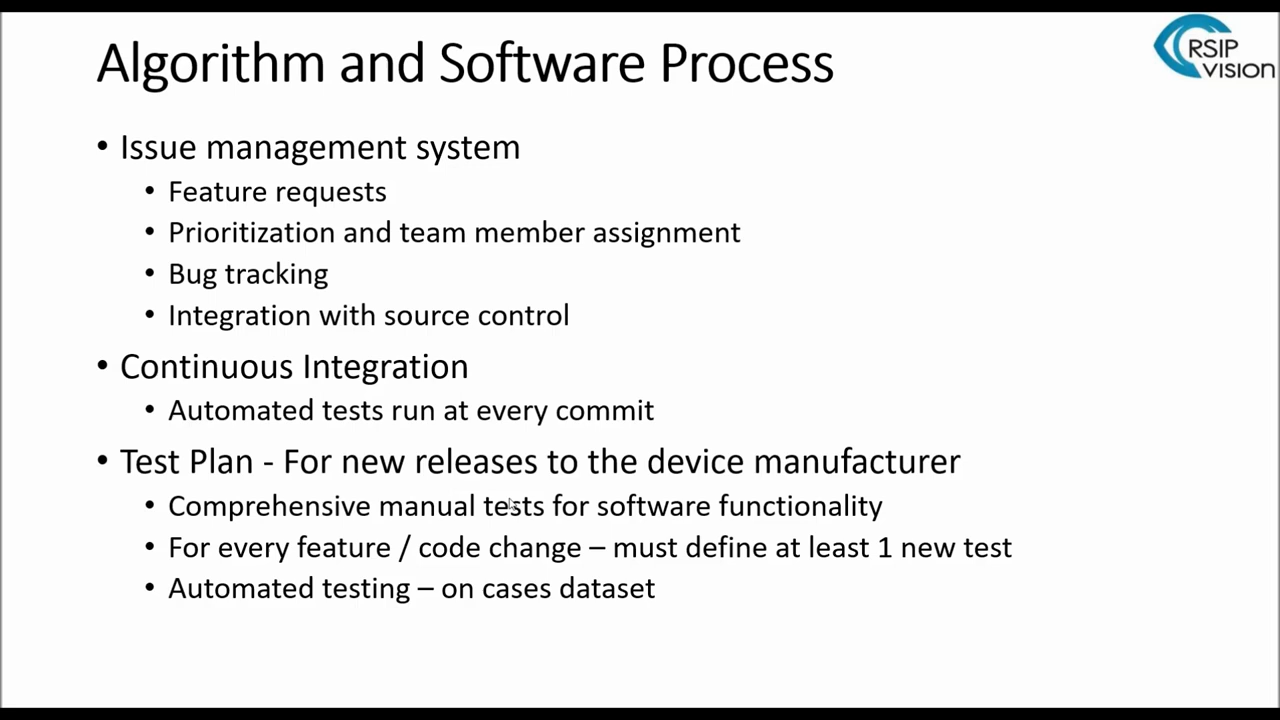 Algorithm and Software Process
RSIP
VISION
• Issue management system
• Feature requests
• Prioritization and team member assignment
• Bug tracking
• Integration with source control
• Continuous Integration
• Automated tests run at every commit
• Test Plan - For new releases to the device manufacturer
• Comprehensive manual tests for software functionality
• For every feature / code change – must define at least 1 new test
• Automated testing – on cases dataset